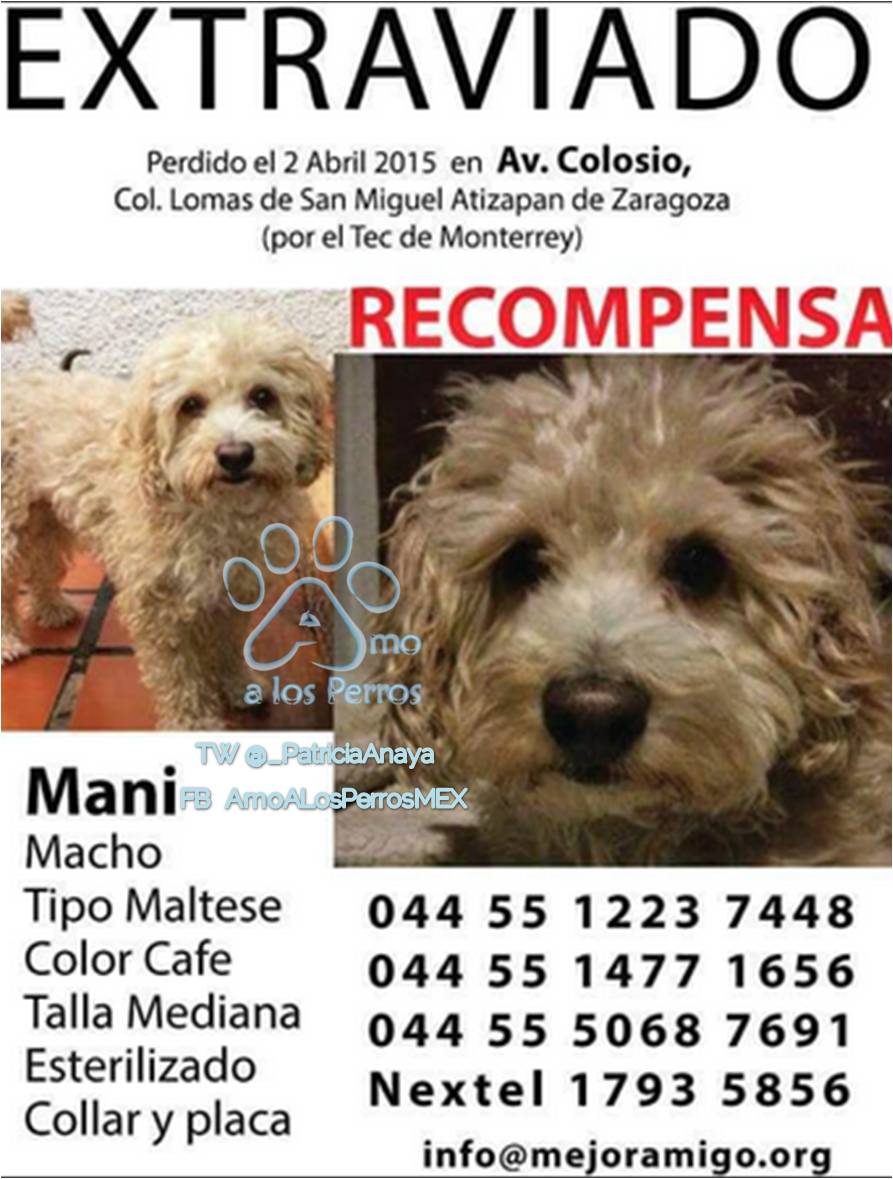 EXTRAVIADO
Perdido el 2 Abril 2015 en Av. Colosio,
Col. Lomas de San Miguel Atizapan de Zaragoza
(por el Tec de Monterrey)
RECOMPENSA
Amo
a los Perros
TW @_PatriciaAnaya
FB AmoALosPerrosMEX
Mani
Macho
Tipo Maltese
Color Cafe
Talla Mediana
Esterilizado
Collar y placa
044 55 1223 7448
044 55 1477 1656
044 55 5068 7691
Nextel 1793 5856
info@mejoramigo.org